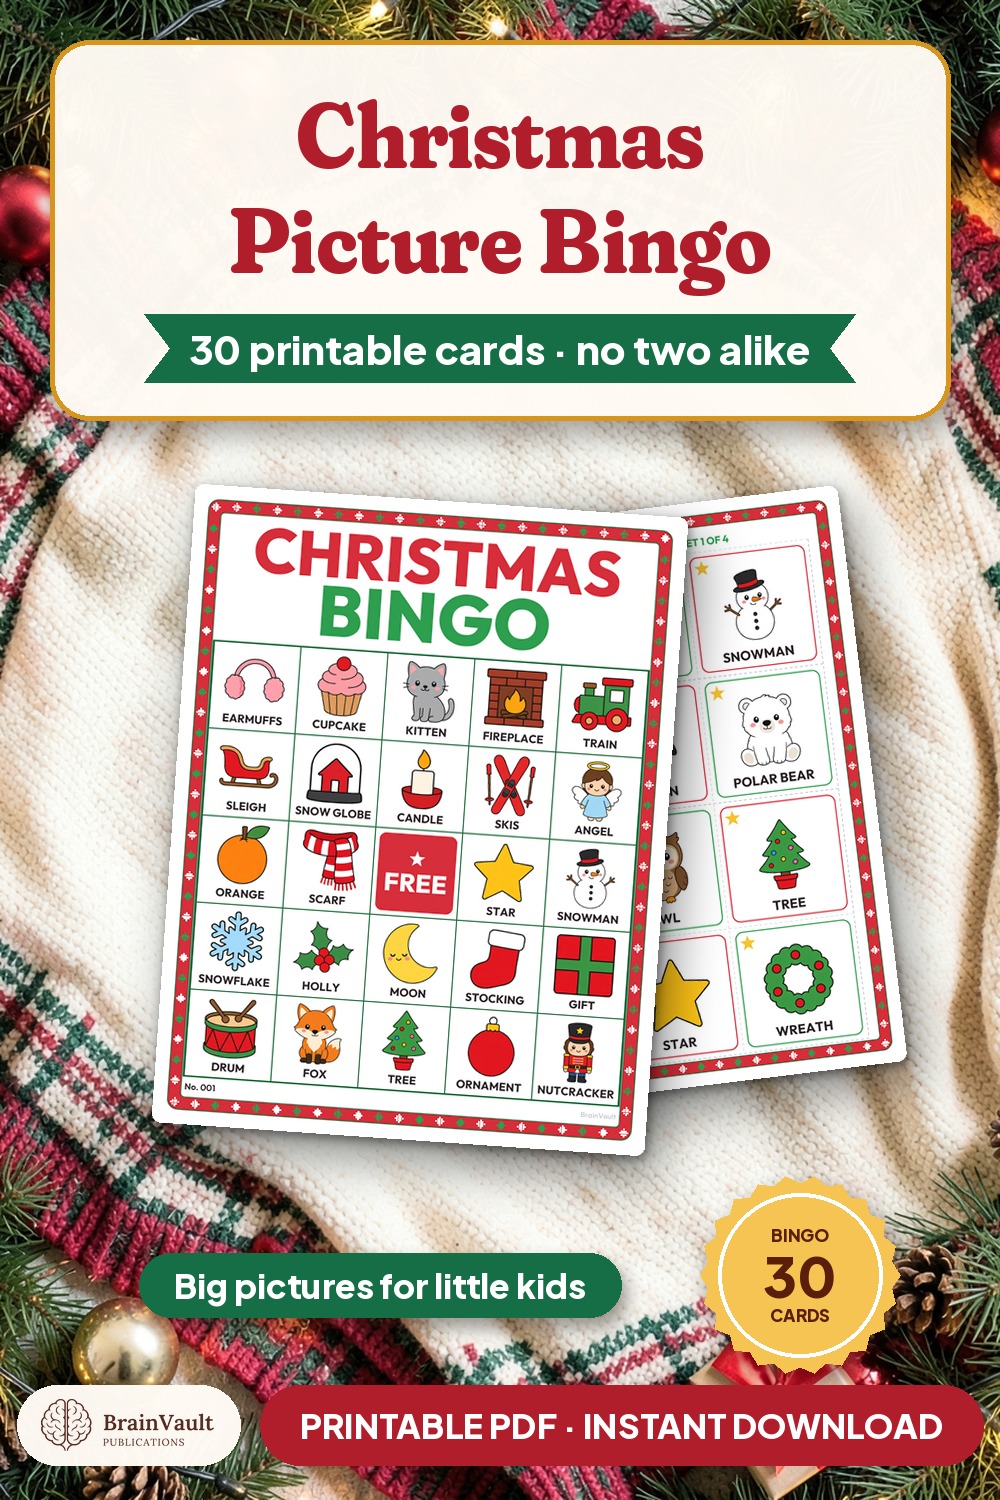 Christmas
Picture Bingo
30 printable cards · no two alike
CHRISTMAS
BINGO
EARMUFFS
CUPCAKE
KITTEN
FIREPLACE
TRAIN
SLEIGH
SNOW GLOBE
CANDLE
SKIS
ANGEL
ORANGE
SCARF
FREE
STAR
SNOWMAN
SNOWFLAKE
HOLLY
MOON
STOCKING
GIFT
DRUM
FOX
TREE
ORNAMENT
NUTCRACKER
No. 001
BrainVault
1 OF 4
SNOWMAN
POLAR BEAR
TREE
STAR
WREATH
Big pictures for little kids
BINGO
30
CARDS
BrainVault
PUBLICATIONS
PRINTABLE PDF · INSTANT DOWNLOAD